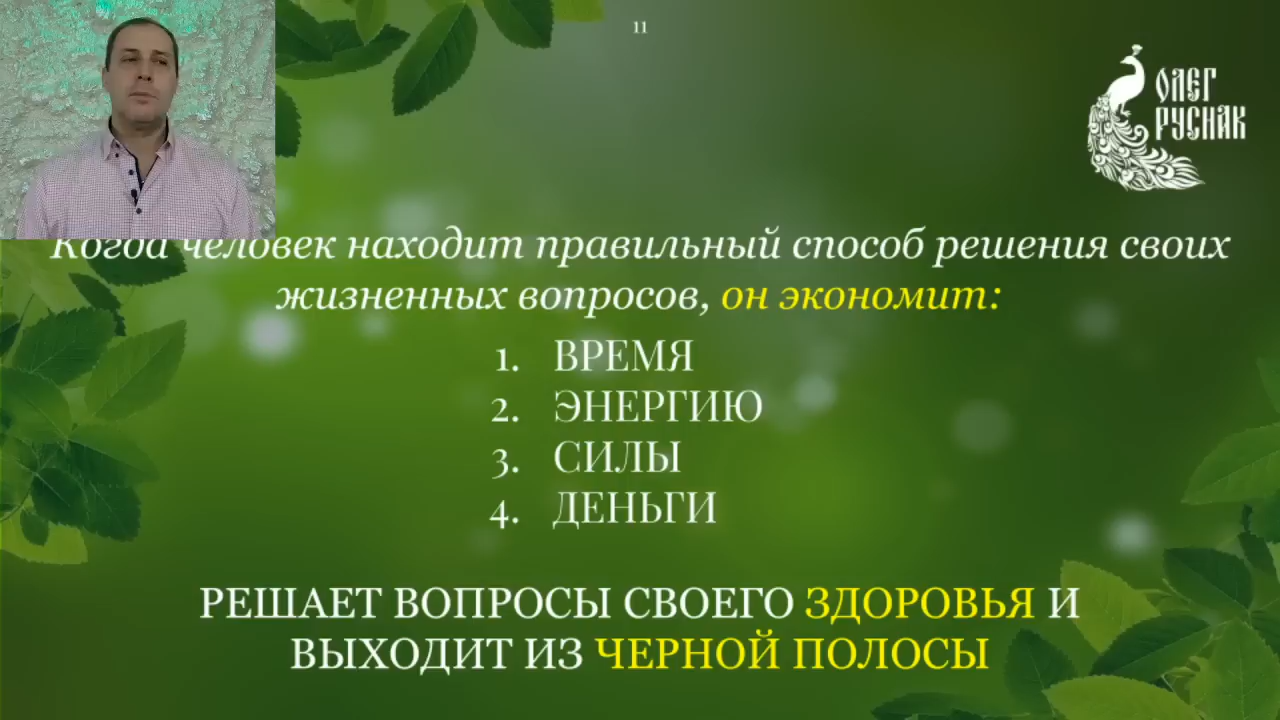 11
ОЛЕГ
РУСНАК
Когда человек находит правильный способ решения своих
жизненных вопросов, он экономит:
1. ВРЕМЯ
2. ЭНЕРГИЮ
3. СИЛЫ
4. ДЕНЬГИ
РЕШАЕТ ВОПРОСЫ СВОЕГО ЗДОРОВЬЯ И
ВЫХОДИТ ИЗ ЧЕРНОЙ ПОЛОСЫ